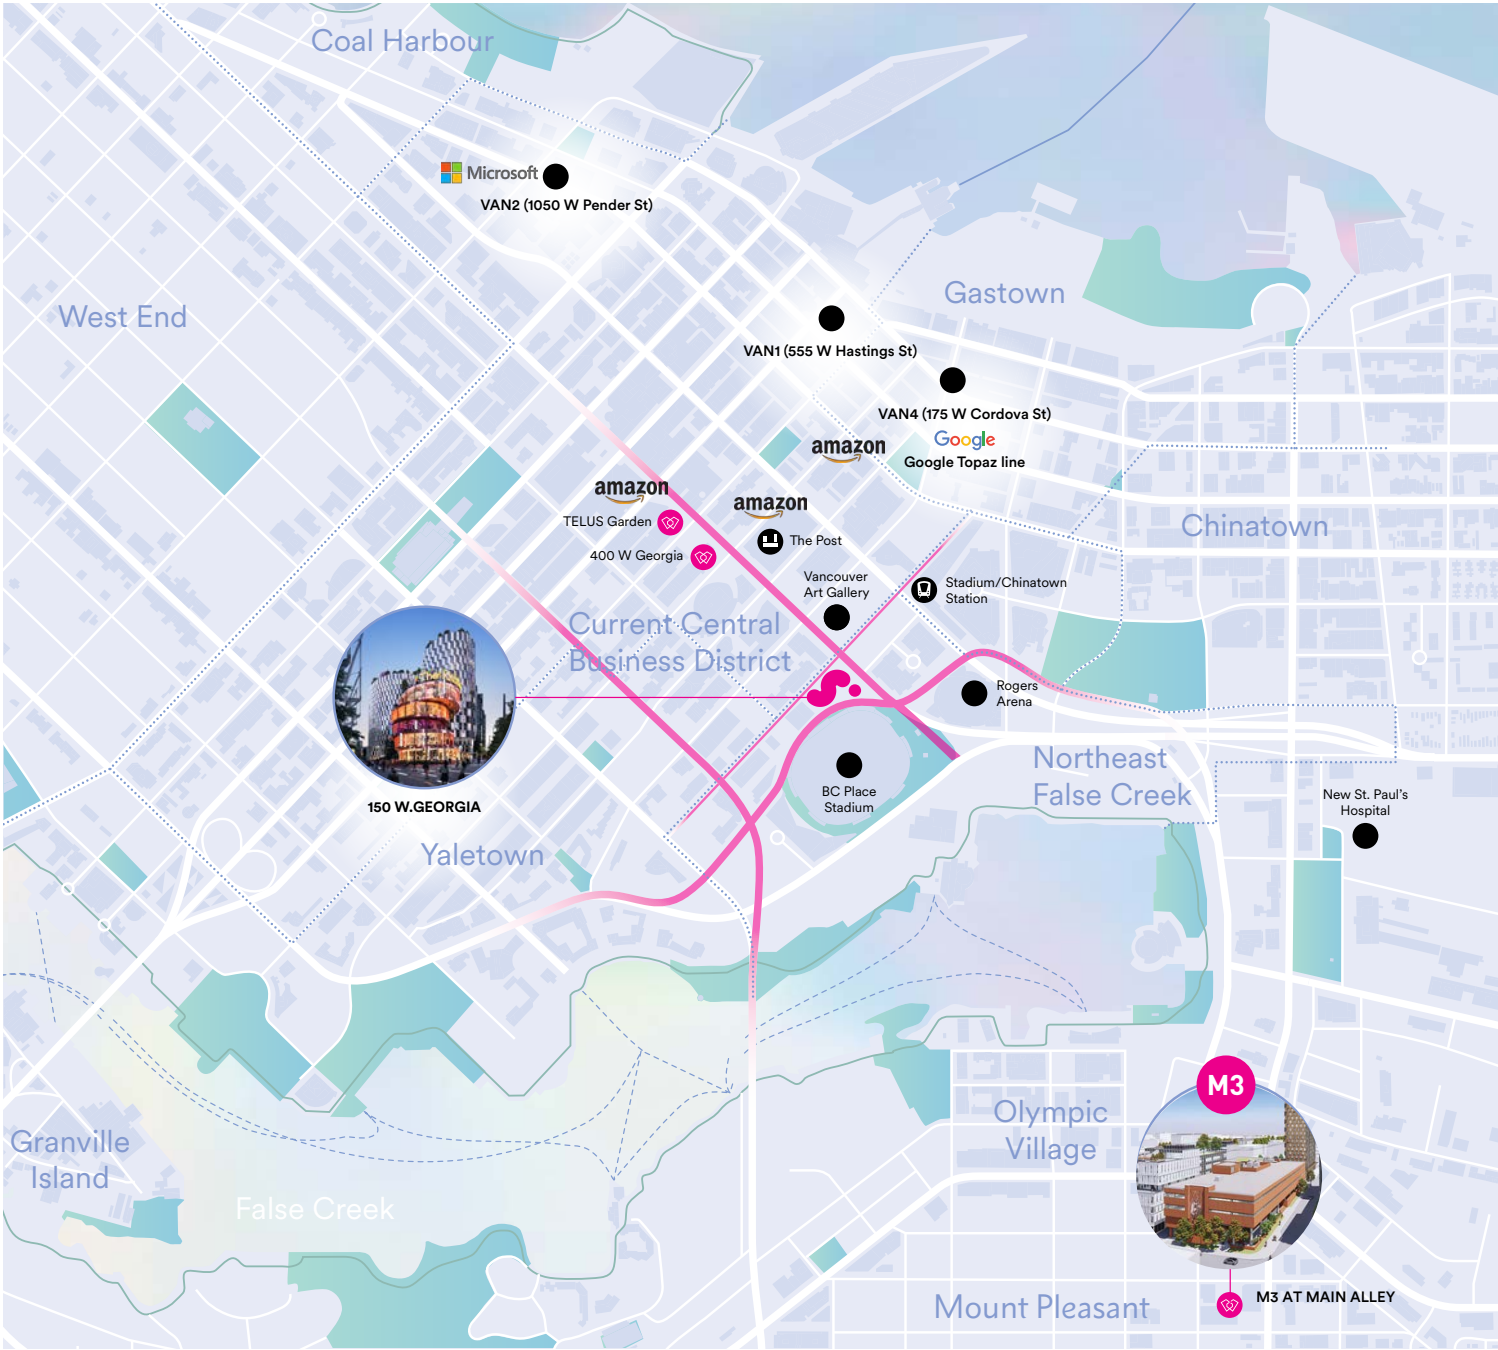 Coal Harbour
Microsoft
VAN2 (1050 W Pender St)
West End
Gastown
VAN1 (555 W Hastings St)
VAN4 (175 W Cordova St)
Google
Google Topaz line
amazon
amazon
amazon
TELUS Garden
The Post
400 W Georgia
Chinatown
Vancouver
Art Gallery
Stadium/Chinatown
Station
Current Central
Business District
Rogers
Arena
150 W.GEORGIA
BC Place
Stadium
Northeast
False Creek
New St. Paul's
Hospital
Yaletown
M3
Olympic
Village
Granville
Island
False Creek
Mount Pleasant
M3 AT MAIN ALLEY